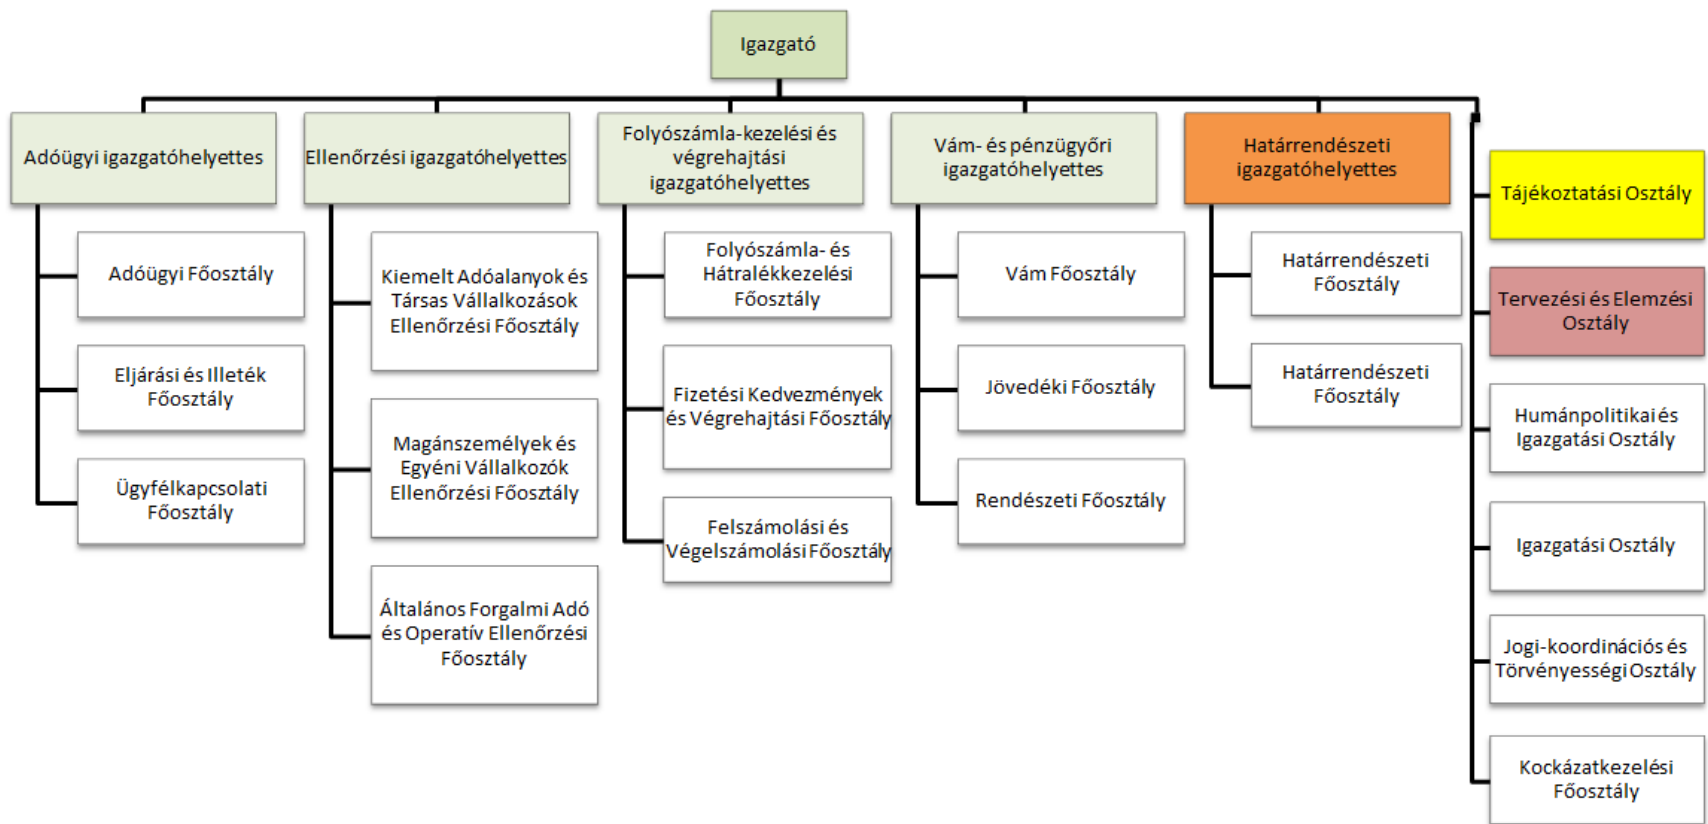 Igazgató
Adóügyi igazgatóhelyettes
Adóügyi Főosztály
Eljárási és Illeték
Főosztály
Ügyfélkapcsolati
Főosztály
Ellenőrzési igazgatóhelyettes
Kiemelt Adóalanyok és
Társas Vállalkozások
Ellenőrzési Főosztály
Magánszemélyek és
Egyéni Vállalkozók
Ellenőrzési Főosztály
Általános Forgalmi Adó
és Operatív Ellenőrzési
Főosztály
Folyószámla-kezelési és
végrehajtási
igazgatóhelyettes
Folyószámla- és
Hátralékkezelési
Főosztály
Fizetési Kedvezmények
és Végrehajtási Főosztály
Felszámolási és
Végelszámolási Főosztály
Vám- és pénzügyőri
igazgatóhelyettes
Vám Főosztály
Jövedéki Főosztály
Rendészeti Főosztály
Határrendészeti
igazgatóhelyettes
Határrendészeti
Főosztály
Határrendészeti
Főosztály
Tájékoztatási Osztály
Tervezési és Elemzési
Osztály
Humánpolitikai és
Igazgatási Osztály
Igazgatási Osztály
Jogi-koordinációs és
Törvényességi Osztály
Kockázatkezelési
Főosztály